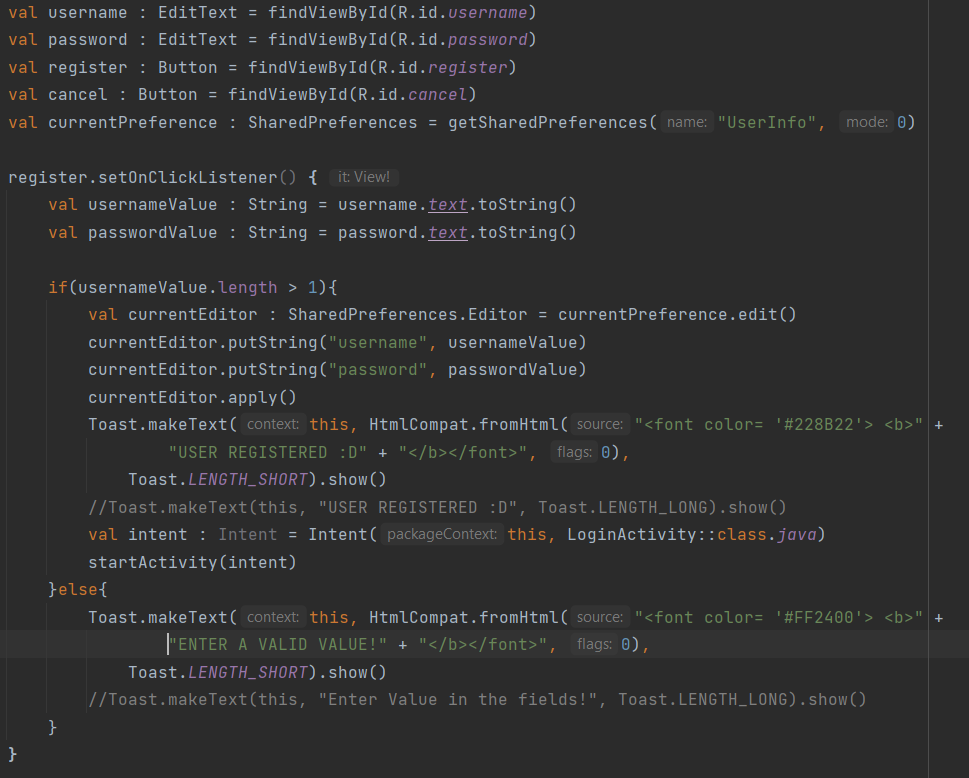 val username : EditText = findViewById(R.id.username)
val password : EditText = findViewById(R.id.password)
val register : Button = findViewById(R.id.register)
val cancel : Button = findViewById(R.id.cancel)
val currentPreference : SharedPreferences = getSharedPreferences( name: "UserInfo", mode: 0)
register.setOnClickListener() { it: View!
val usernameValue : String = username.text.toString()
val passwordValue : String = password.text.toString()
if(usernameValue.length > 1){
val currentEditor : SharedPreferences.Editor = currentPreference.edit()
currentEditor.putString("username", usernameValue)
currentEditor.putString("password", passwordValue)
currentEditor.apply()
Toast.makeText( context: this, HtmlCompat.fromHtml( source: "<font color= '#228B22'> <b>" +
"USER REGISTERED :D" + "</b></font>", flags: 0),
Toast.LENGTH_SHORT).show()
//Toast.makeText(this, "USER REGISTERED :D", Toast.LENGTH_LONG).show()
val intent : Intent = Intent( packageContext: this, LoginActivity::class.java)
startActivity(intent)
}else{
Toast.makeText( context: this, HtmlCompat.fromHtml( source: "<font color= '#FF2400'> <b>" +
"ENTER A VALID VALUE!" + "</b></font>", flags: 0),
Toast.LENGTH_SHORT).show()
//Toast.makeText(this, "Enter Value in the fields!", Toast.LENGTH_LONG).show()
}
}